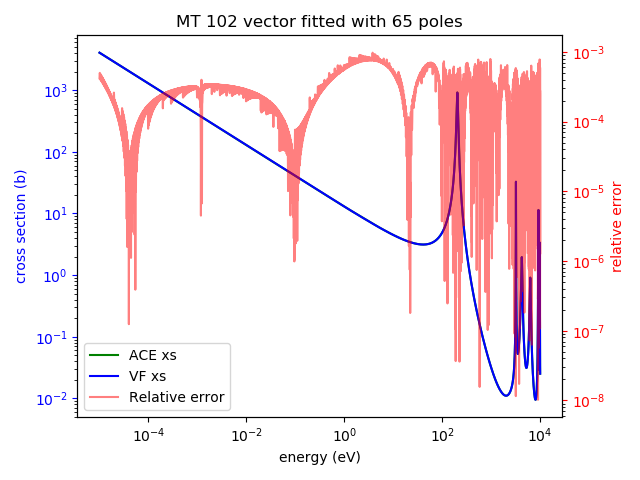 MT 102 vector fitted with 65 poles
cross section (b)
10³
10²
10¹
10⁰
10⁻¹
10⁻²
10⁻³
10⁻⁴
10⁻⁵
10⁻⁶
10⁻⁷
10⁻⁸
relative error
ACE xs
VF xs
Relative error
10⁻⁴ 10⁻² 10⁰ 10² 10⁴
energy (eV)